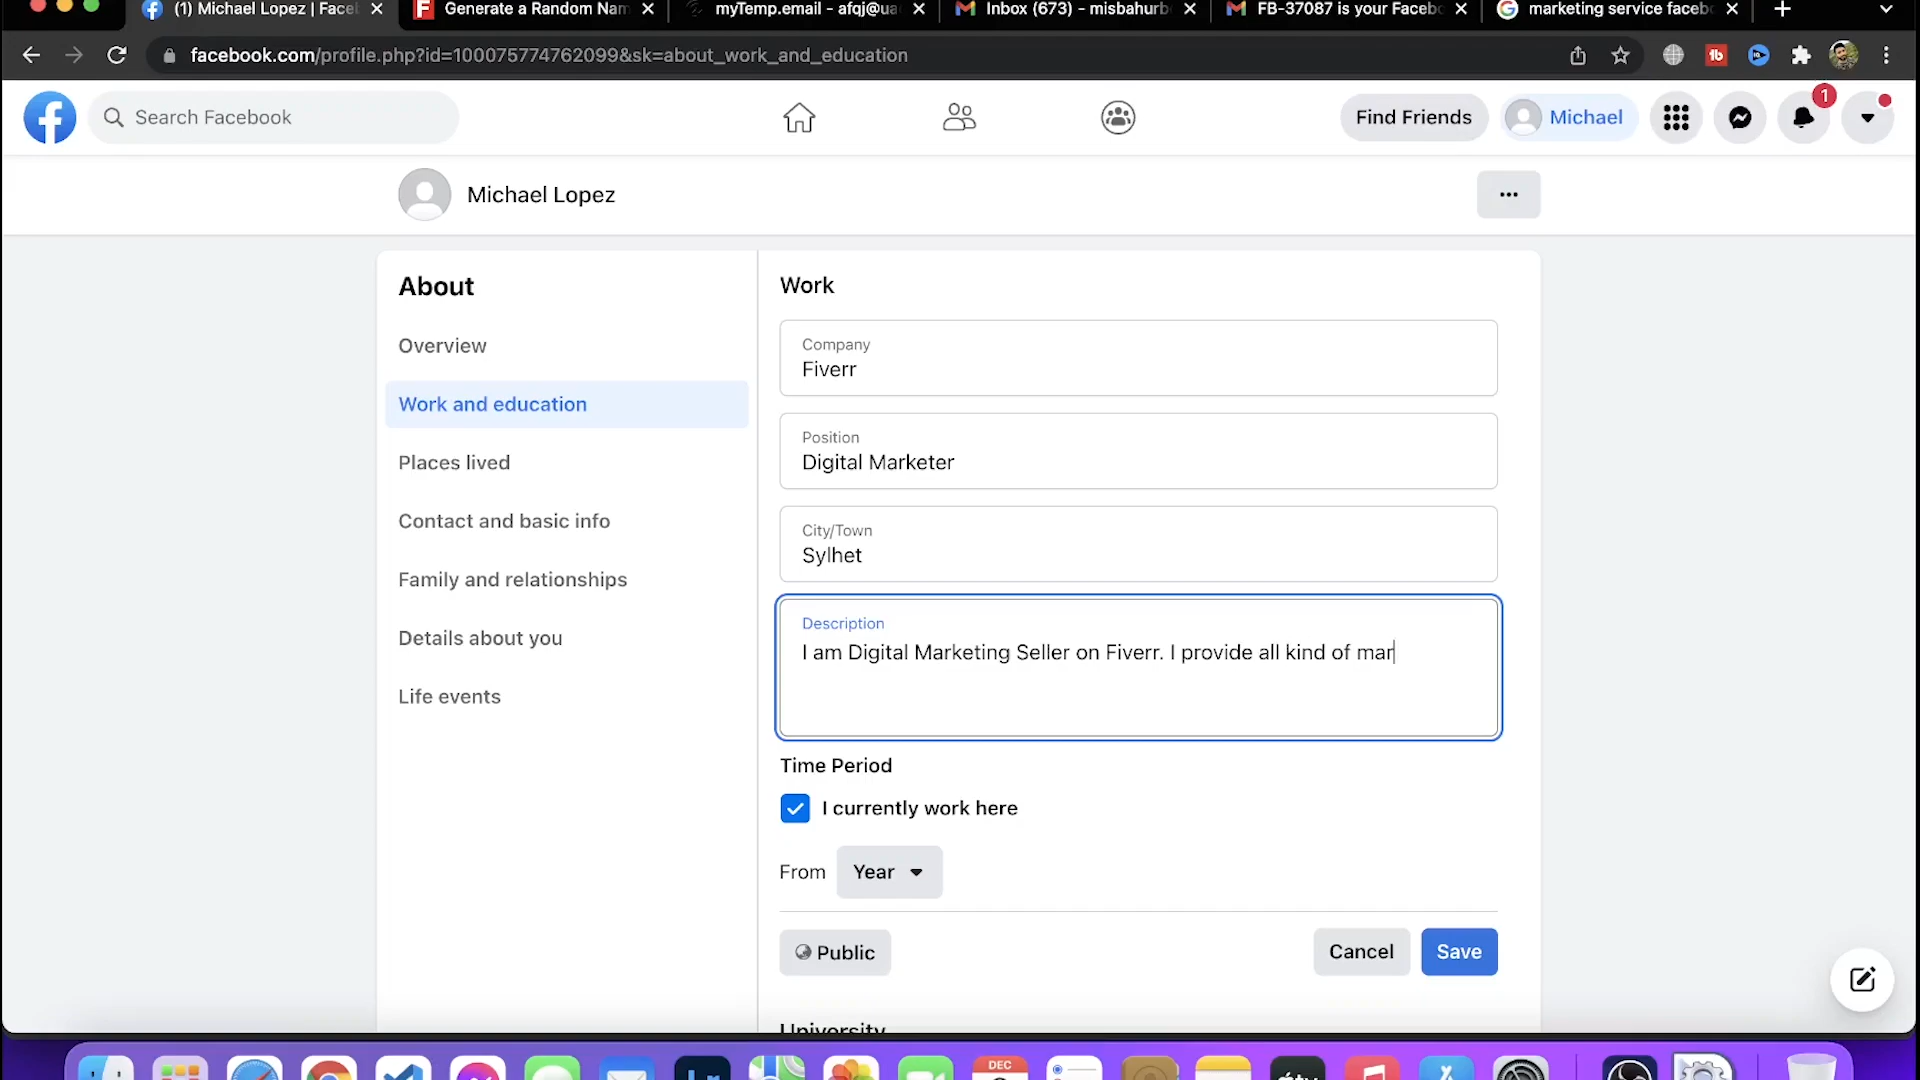 (1) Michael Lopez | Facel
Generate a Random Nam
myTemp.email - afqj@ua
Inbox (673) - misbahurb
FB-37087 is your Facebo
marketing service facebo
facebook.com/profile.php?id=100075774762099&sk=about_work_and_education
Search Facebook
Find Friends
Michael
1
Michael Lopez
About
Overview
Work and education
Places lived
Contact and basic info
Family and relationships
Details about you
Life events
Work
Company
Fiverr
Position
Digital Marketer
City/Town
Sylhet
Description
I am Digital Marketing Seller on Fiverr. I provide all kind of mar
Time Period
I currently work here
From Year
Public
Cancel
Save
University
DEC